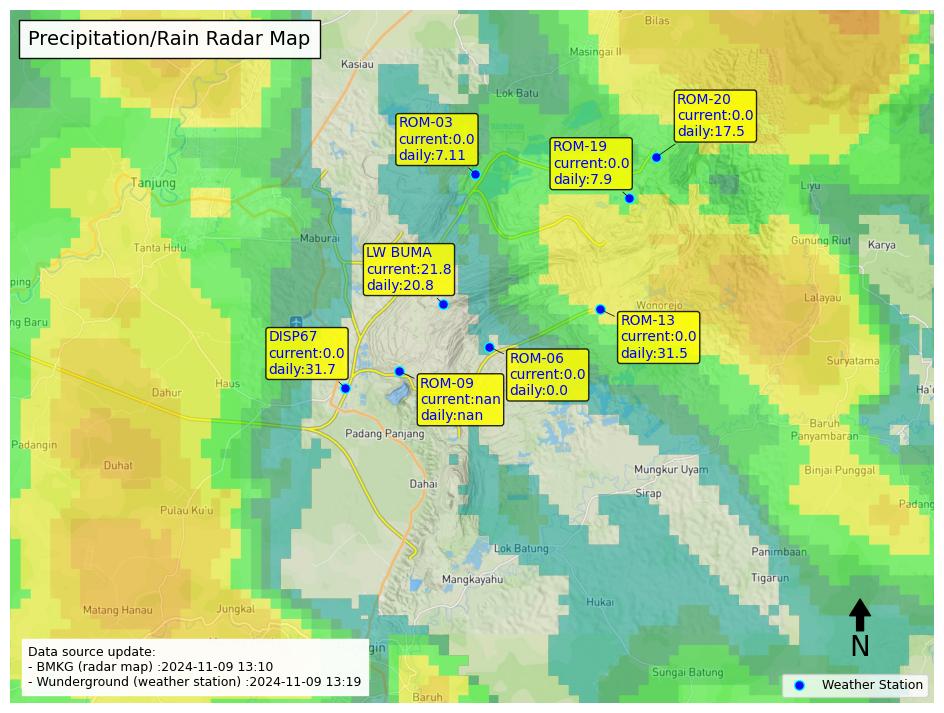 Precipitation/Rain Radar Map
Bilas
Kasiau
Masingai II
Lok Batu
ROM-03
current:0.0
daily:7.11
ROM-20
current:0.0
daily:17.5
ROM-19
current:0.0
daily:7.9
Tanjung
Liyu
Maburai
Tanta Hulu
Gunung Riut
Karya
LW BUMA
current:21.8
daily:20.8
ping
Wonorejo
Lalayau
ng Baru
ROM-13
current:0.0
daily:31.5
DISP67
current:0.0
daily:31.7
ROM-06
current:0.0
daily:0.0
Suryatama
ROM-09
current:nan
daily:nan
Haus
Dahur
Ha'
Padang Panjang
Baruh
Panyambaran
Padangin
Duhat
Mungkur Uyam
Binjai Punggal
Dahai
Sirap
Padang
Pulau Ku'u
Lok Batung
Panimbaan
Mangkayahu
Tigarun
Hukai
Matang Hanau
Jungkal
N
gin
Sungai Batung
Baruh
Data source update:
- BMKG (radar map) :2024-11-09 13:10
- Wunderground (weather station) :2024-11-09 13:19
Weather Station